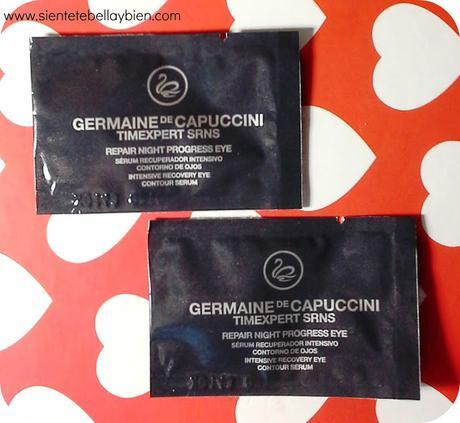 www.sientetebellaybien.com
GERMAINE DE CAPUCCINI
TIMEXPERT SRNS
REPAIR NIGHT PROGRESS EYE
SÉRUM RECUPERADOR INTENSIVO
CONTORNO DE OJOS
INTENSIVE RECOVERY EYE
CONTOUR SERUM
GERMAINE DE CAPUCCINI
TIMEXPERT SRNS
REPAIR NIGHT PROGRESS EYE
SÉRUM RECUPERADOR INTENSIVO
CONTORNO DE OJOS
INTENSIVE RECOVERY EYE
CONTOUR SERUM